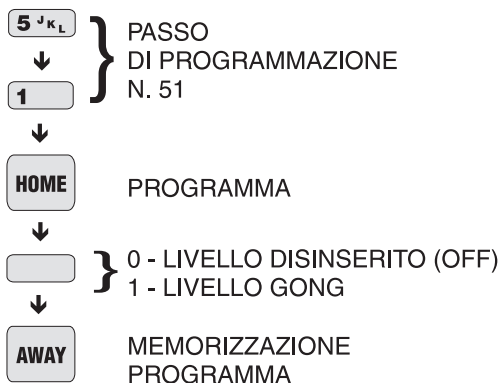 5 JKL
PASSO
DI PROGRAMMAZIONE
1
N. 51
HOME
PROGRAMMA
0 - LIVELLO DISINSERITO (OFF)
1 - LIVELLO GONG
AWAY
MEMORIZZAZIONE
PROGRAMMA